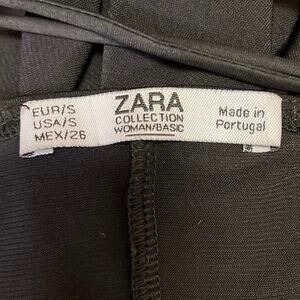 EUR/S
USA/S
MEX/26
ZARA
COLLECTION
WOMAN/BASIC
Made in
Portugal